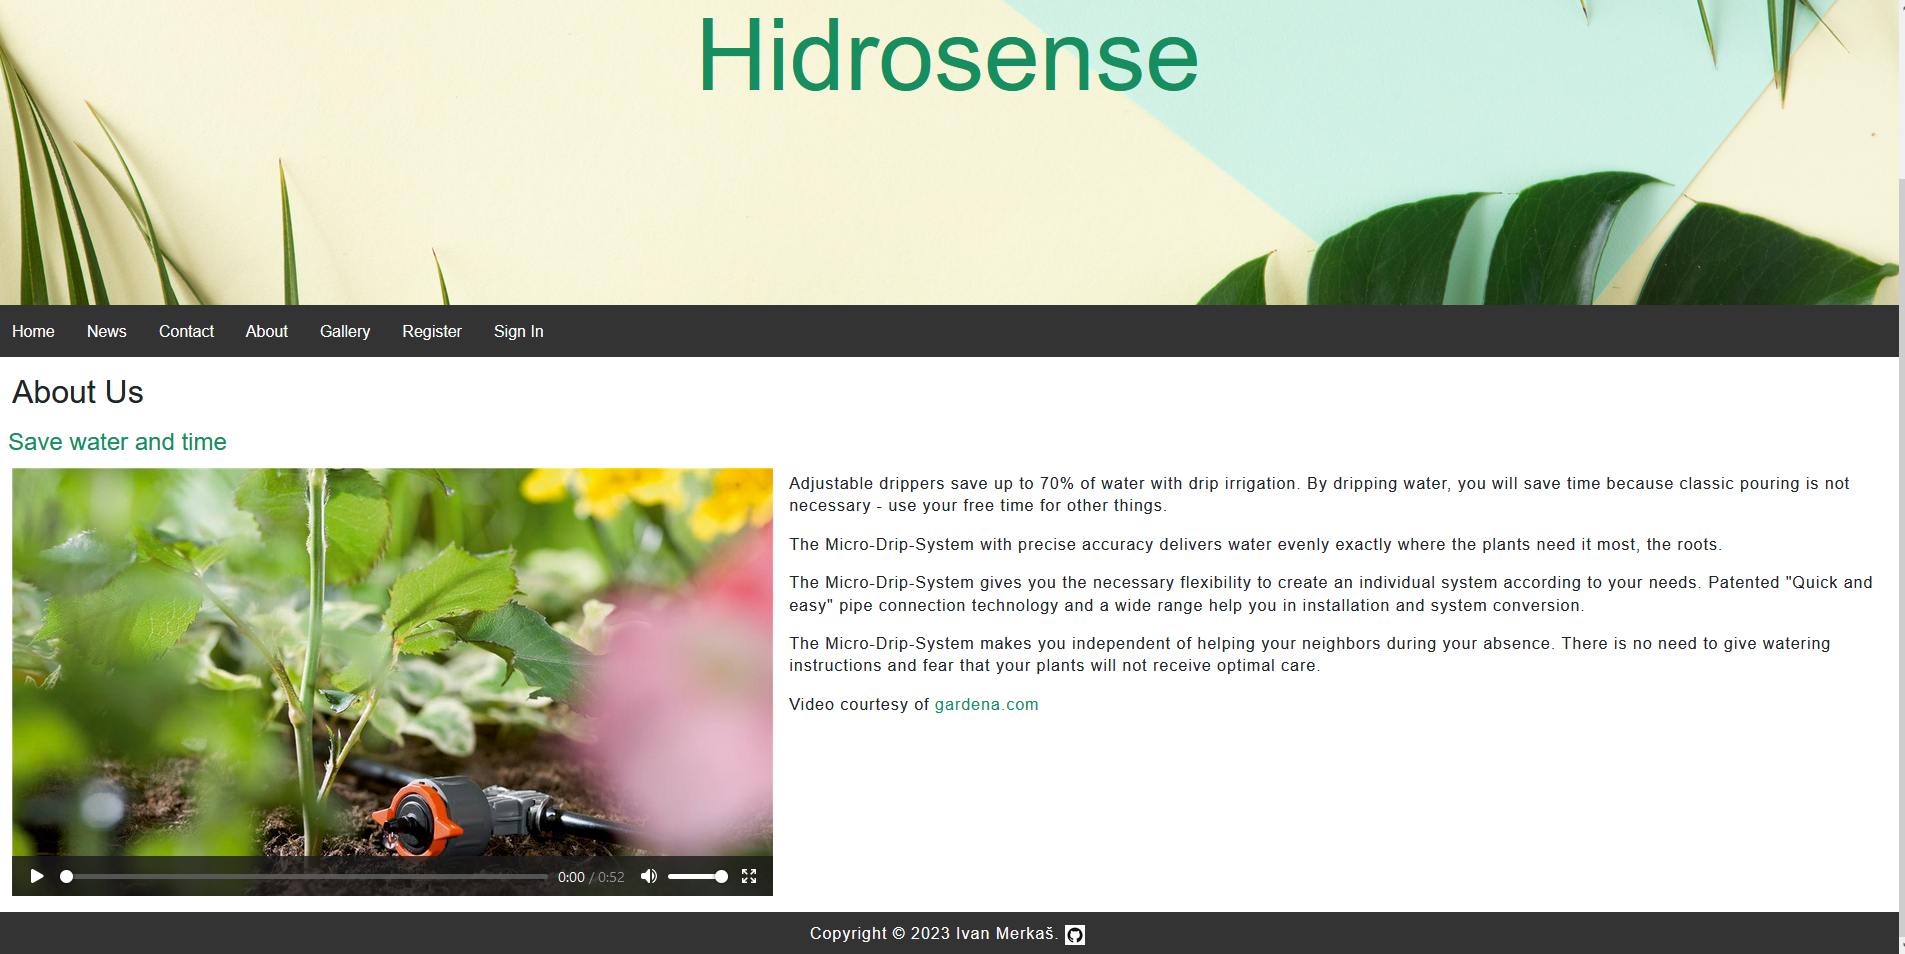 Hidrosense
Home News Contact About Gallery Register Sign In
About Us
Save water and time
Adjustable drippers save up to 70% of water with drip irrigation. By dripping water, you will save time because classic pouring is not
necessary - use your free time for other things.
The Micro-Drip-System with precise accuracy delivers water evenly exactly where the plants need it most, the roots.
The Micro-Drip-System gives you the necessary flexibility to create an individual system according to your needs. Patented "Quick and
easy" pipe connection technology and a wide range help you in installation and system conversion.
The Micro-Drip-System makes you independent of helping your neighbors during your absence. There is no need to give watering
instructions and fear that your plants will not receive optimal care.
Video courtesy of gardena.com
0:00 / 0:52
Copyright © 2023 Ivan Merkaš.